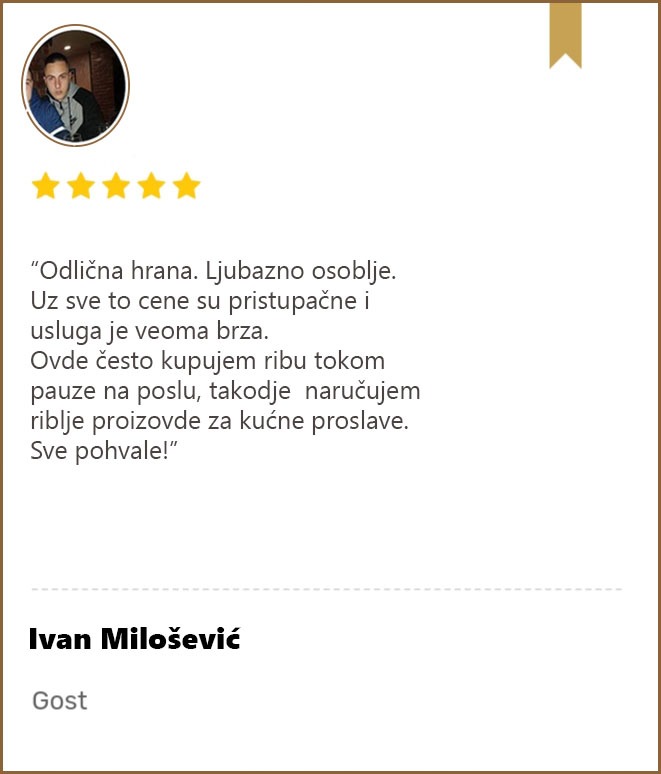 “Odlična hrana. Ljubazno osoblje.
Uz sve to cene su pristupačne i
usluga je veoma brza.
Ovde često kupujem ribu tokom
pauze na poslu, takodje  naručujem
riblje proizovde za kućne proslave.
Sve pohvale!”
Ivan Milošević
Gost